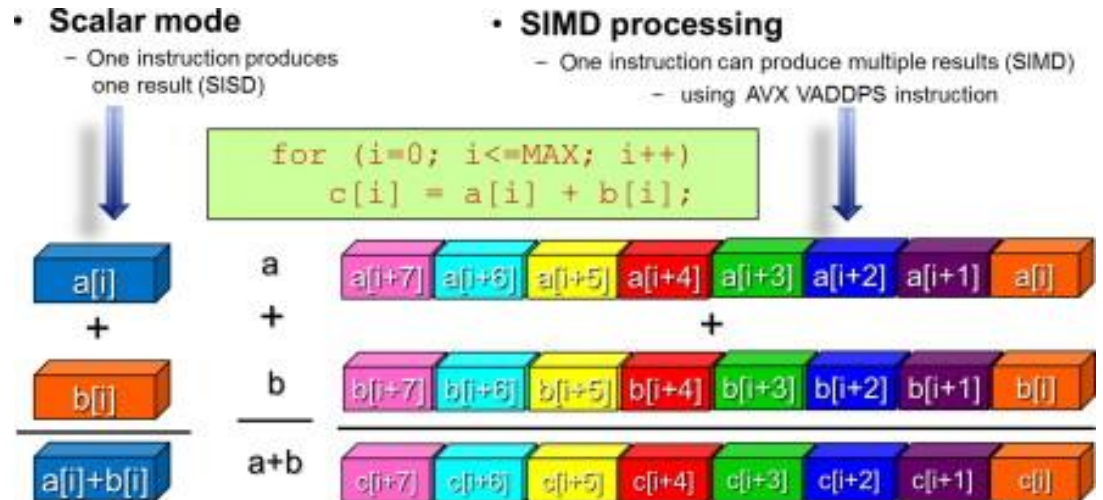 • Scalar mode
– One instruction produces
one result (SISD)
• SIMD processing
– One instruction can produce multiple results (SIMD)
– using AVX VADDPS instruction
for (i=0; i<=MAX; i++)
c[i] = a[i] + b[i];
a[i]
+
b[i]
a[i]+b[i]
a
+
b
a+b
a[i+7] a[i+6] a[i+5] a[i+4] a[i+3] a[i+2] a[i+1] a[i]
+
b[i+7] b[i+6] b[i+5] b[i+4] b[i+3] b[i+2] b[i+1] b[i]
c[i+7] c[i+6] c[i+5] c[i+4] c[i+3] c[i+2] c[i+1] c[i]